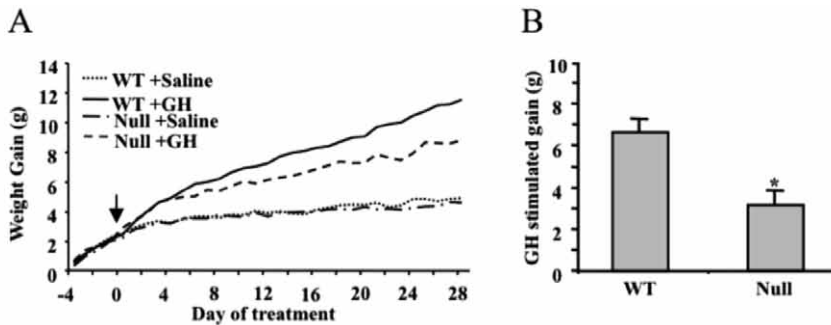 A
B
Weight Gain (g)
14
12
10
8
6
4
2
0
WT +Saline
WT +GH
Null +Saline
Null +GH
-4 0 4 8 12 16 20 24 28
Day of treatment
GH stimulated gain (g)
10
8
6
4
2
0
*
WT Null